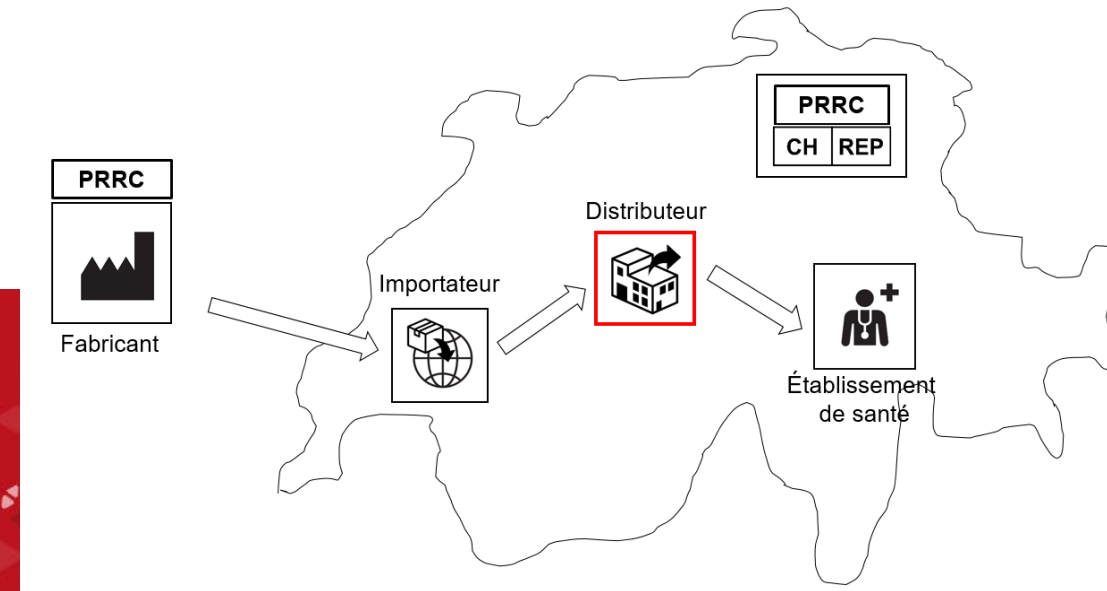 PRRC
CH REP
PRRC
Fabricant
Importateur
Distributeur
Établissement
de santé